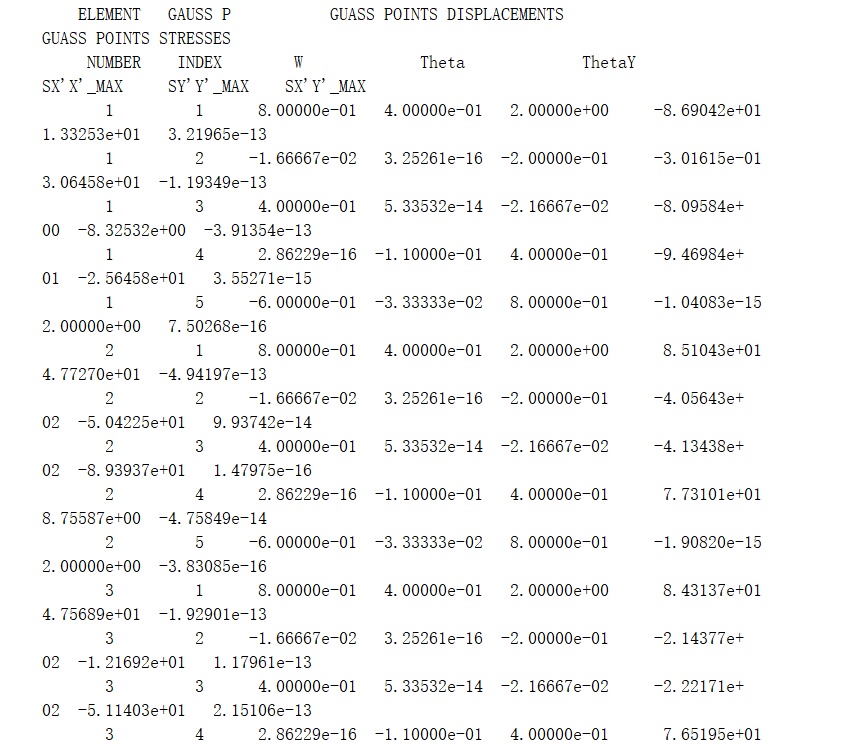 ELEMENT GAUSS P GUASS POINTS DISPLACEMENTS
GUASS POINTS STRESSES
NUMBER INDEX W Theta ThetaY
SX'X'_MAX SY'Y'_MAX SX'Y'_MAX
1 1 8.00000e-01 4.00000e-01 2.00000e+00 -8.69042e+01
1.33253e+01 3.21965e-13
1 2 -1.66667e-02 3.25261e-16 -2.00000e-01 -3.01615e-01
3.06458e+01 -1.19349e-13
1 3 4.00000e-01 5.33532e-14 -2.16667e-02 -8.09584e+
00 -8.32532e+00 -3.91354e-13
1 4 2.86229e-16 -1.10000e-01 4.00000e-01 -9.46984e+
01 -2.56458e+01 3.55271e-15
1 5 -6.00000e-01 -3.33333e-02 8.00000e-01 -1.04083e-15
2.00000e+00 7.50268e-16
2 1 8.00000e-01 4.00000e-01 2.00000e+00 8.51043e+01
4.77270e+01 -4.94197e-13
2 2 -1.66667e-02 3.25261e-16 -2.00000e-01 -4.05643e+
02 -5.04225e+01 9.93742e-14
2 3 4.00000e-01 5.33532e-14 -2.16667e-02 -4.13438e+
02 -8.93937e+01 1.47975e-16
2 4 2.86229e-16 -1.10000e-01 4.00000e-01 7.73101e+01
8.75587e+00 -4.75849e-14
2 5 -6.00000e-01 -3.33333e-02 8.00000e-01 -1.90820e-15
2.00000e+00 -3.83085e-16
3 1 8.00000e-01 4.00000e-01 2.00000e+00 8.43137e+01
4.75689e+01 -1.92901e-13
3 2 -1.66667e-02 3.25261e-16 -2.00000e-01 -2.14377e+
02 -1.21692e+01 1.17961e-13
3 3 4.00000e-01 5.33532e-14 -2.16667e-02 -2.22171e+
02 -5.11403e+01 2.15106e-13
3 4 2.86229e-16 -1.10000e-01 4.00000e-01 7.65195e+01